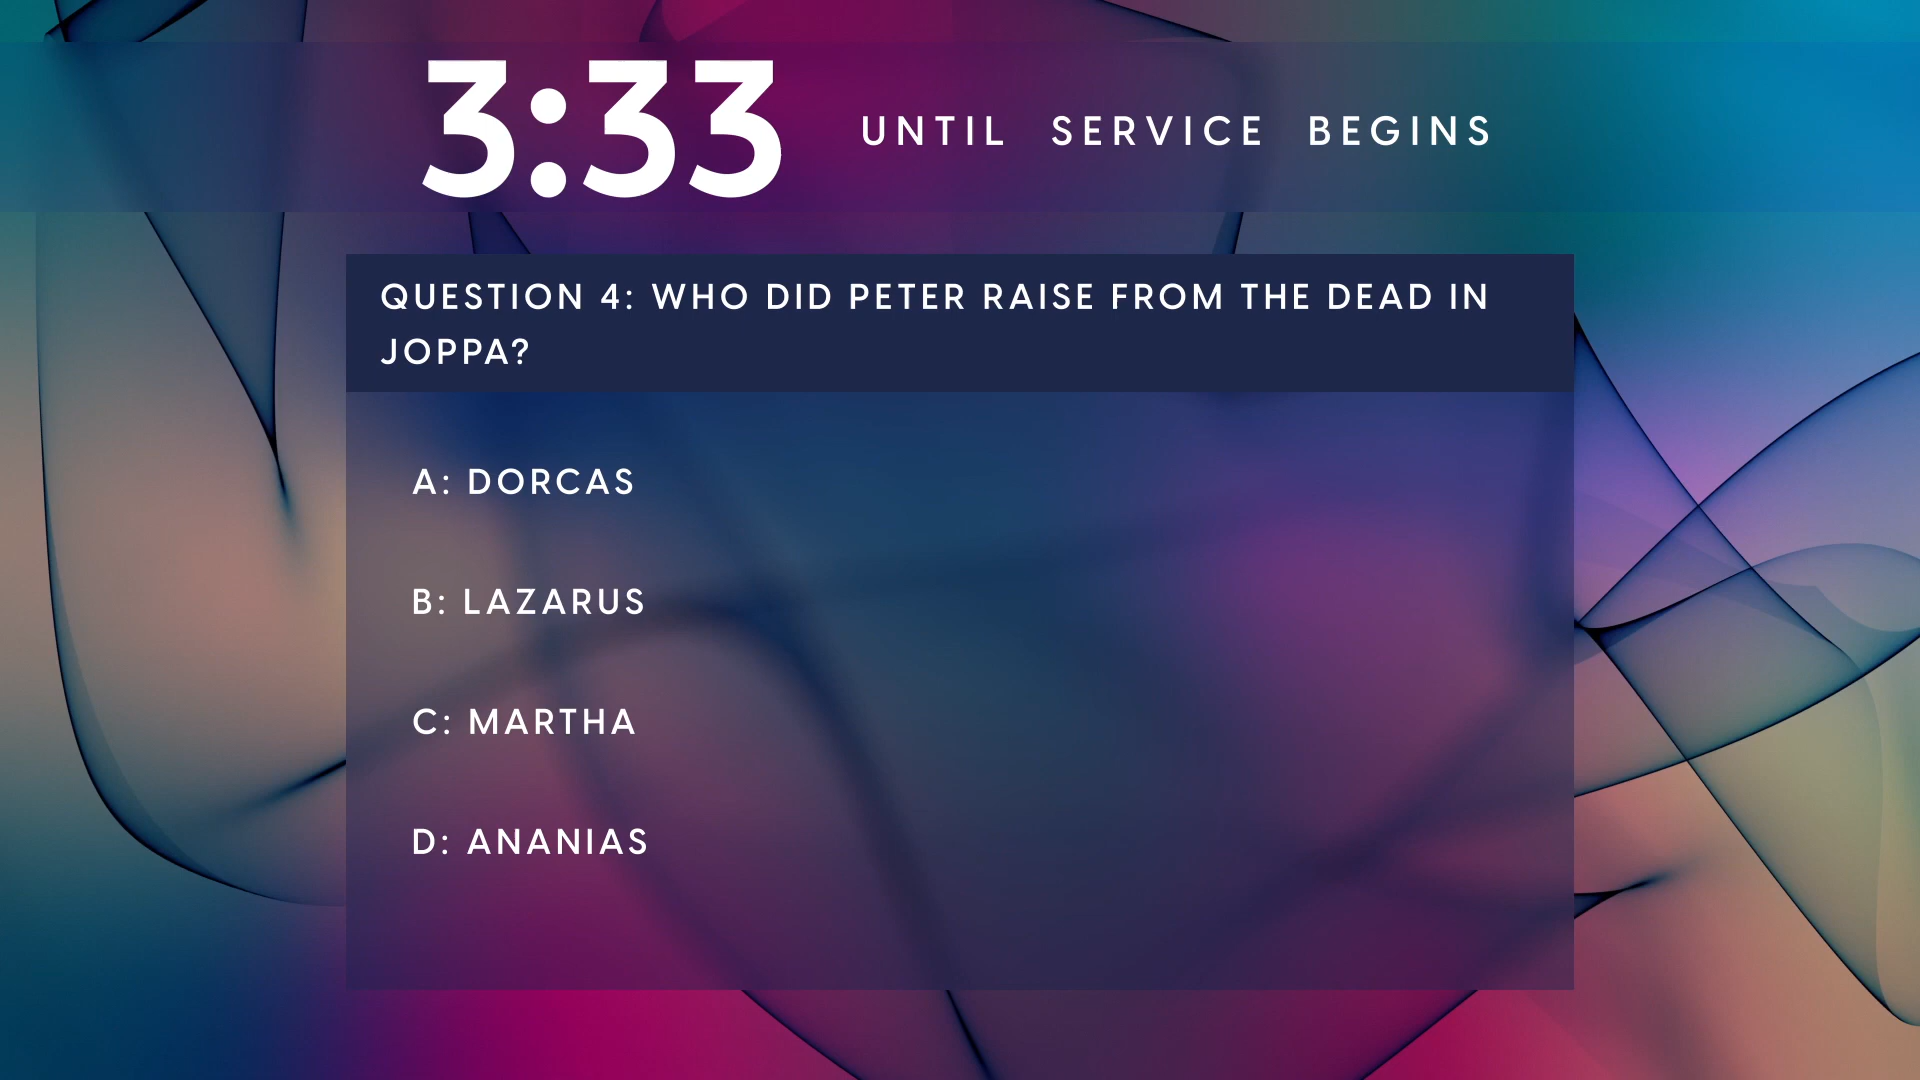 3:33 UNTIL SERVICE BEGINS
QUESTION 4: WHO DID PETER RAISE FROM THE DEAD IN
JOPPA?
A: DORCAS
B: LAZARUS
C: MARTHA
D: ANANIAS